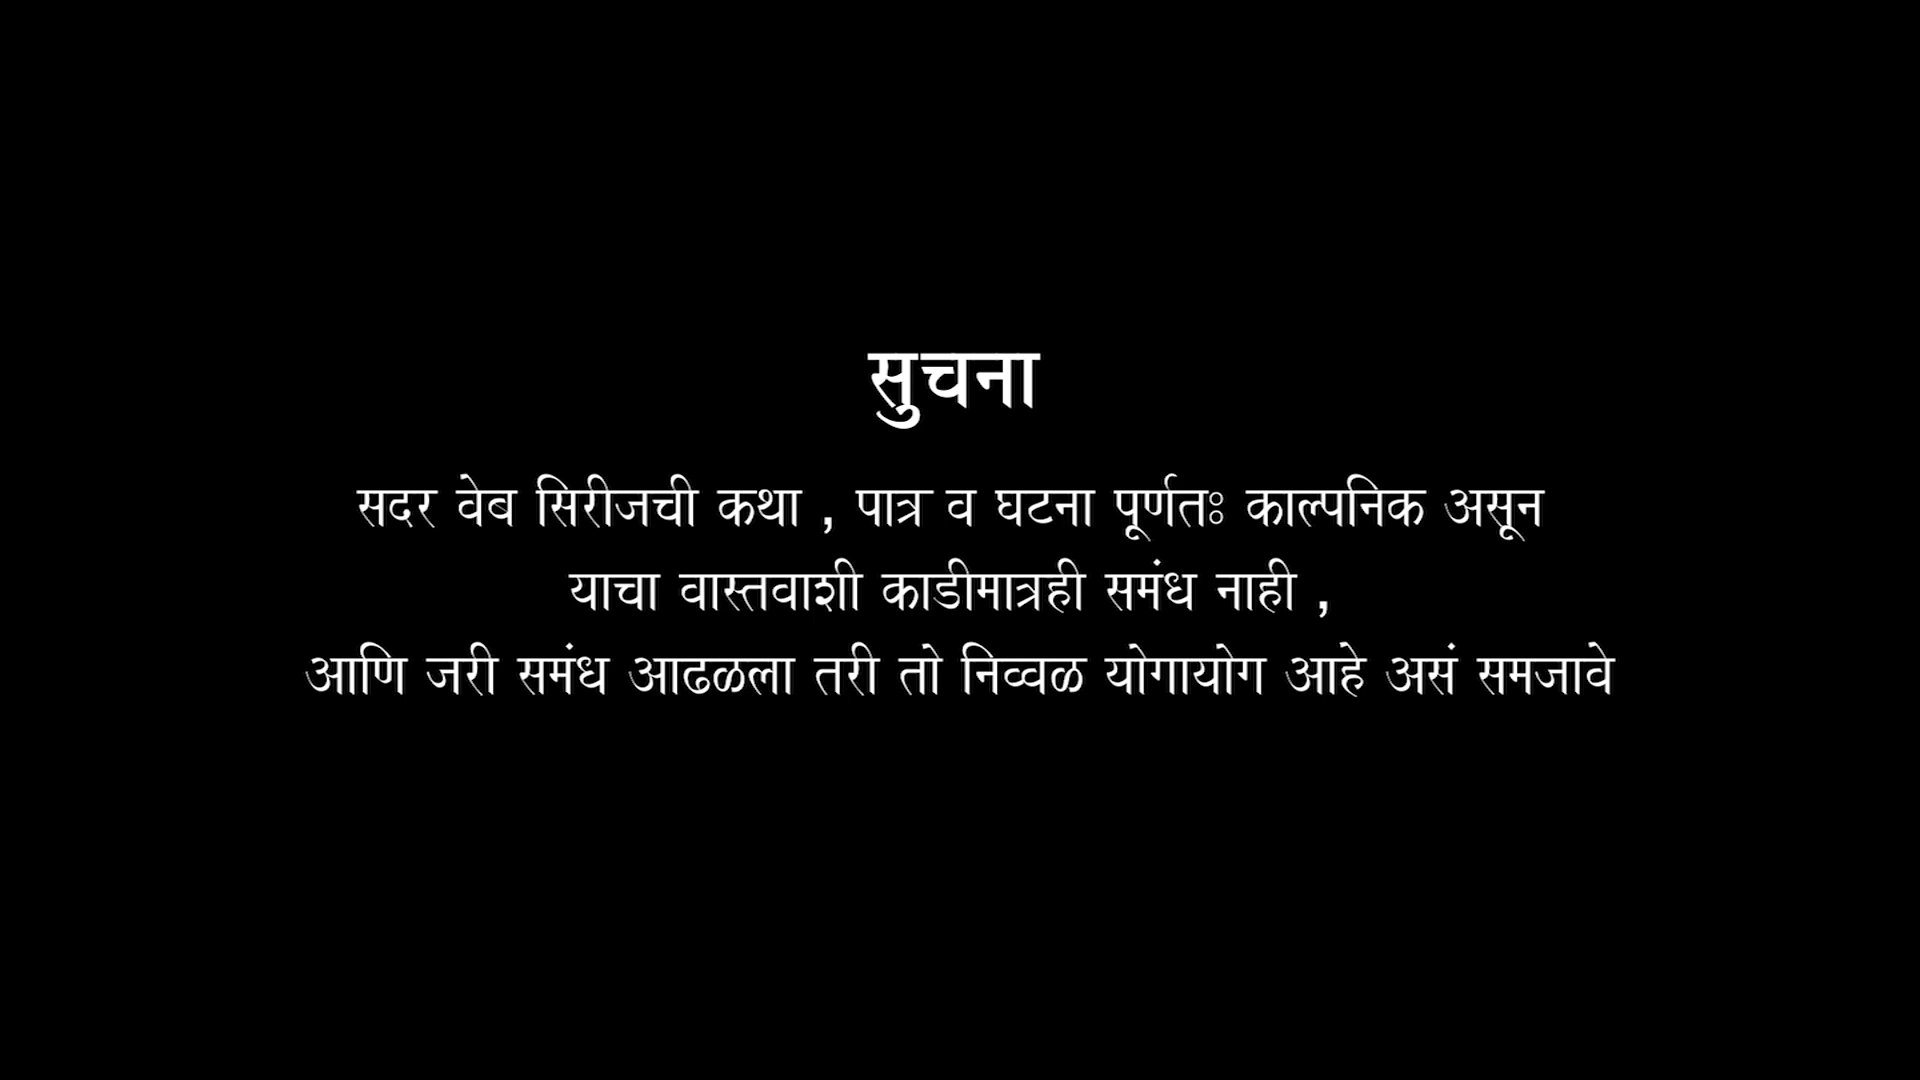 सुचना
सदर वेब सिरीजची कथा , पात्र व घटना पूर्णतः काल्पनिक असून
याचा वास्तवाशी काडीमात्रही समंध नाही ,
आणि जरी समंध आढळला तरी तो निव्वळ योगायोग आहे असं समजावे